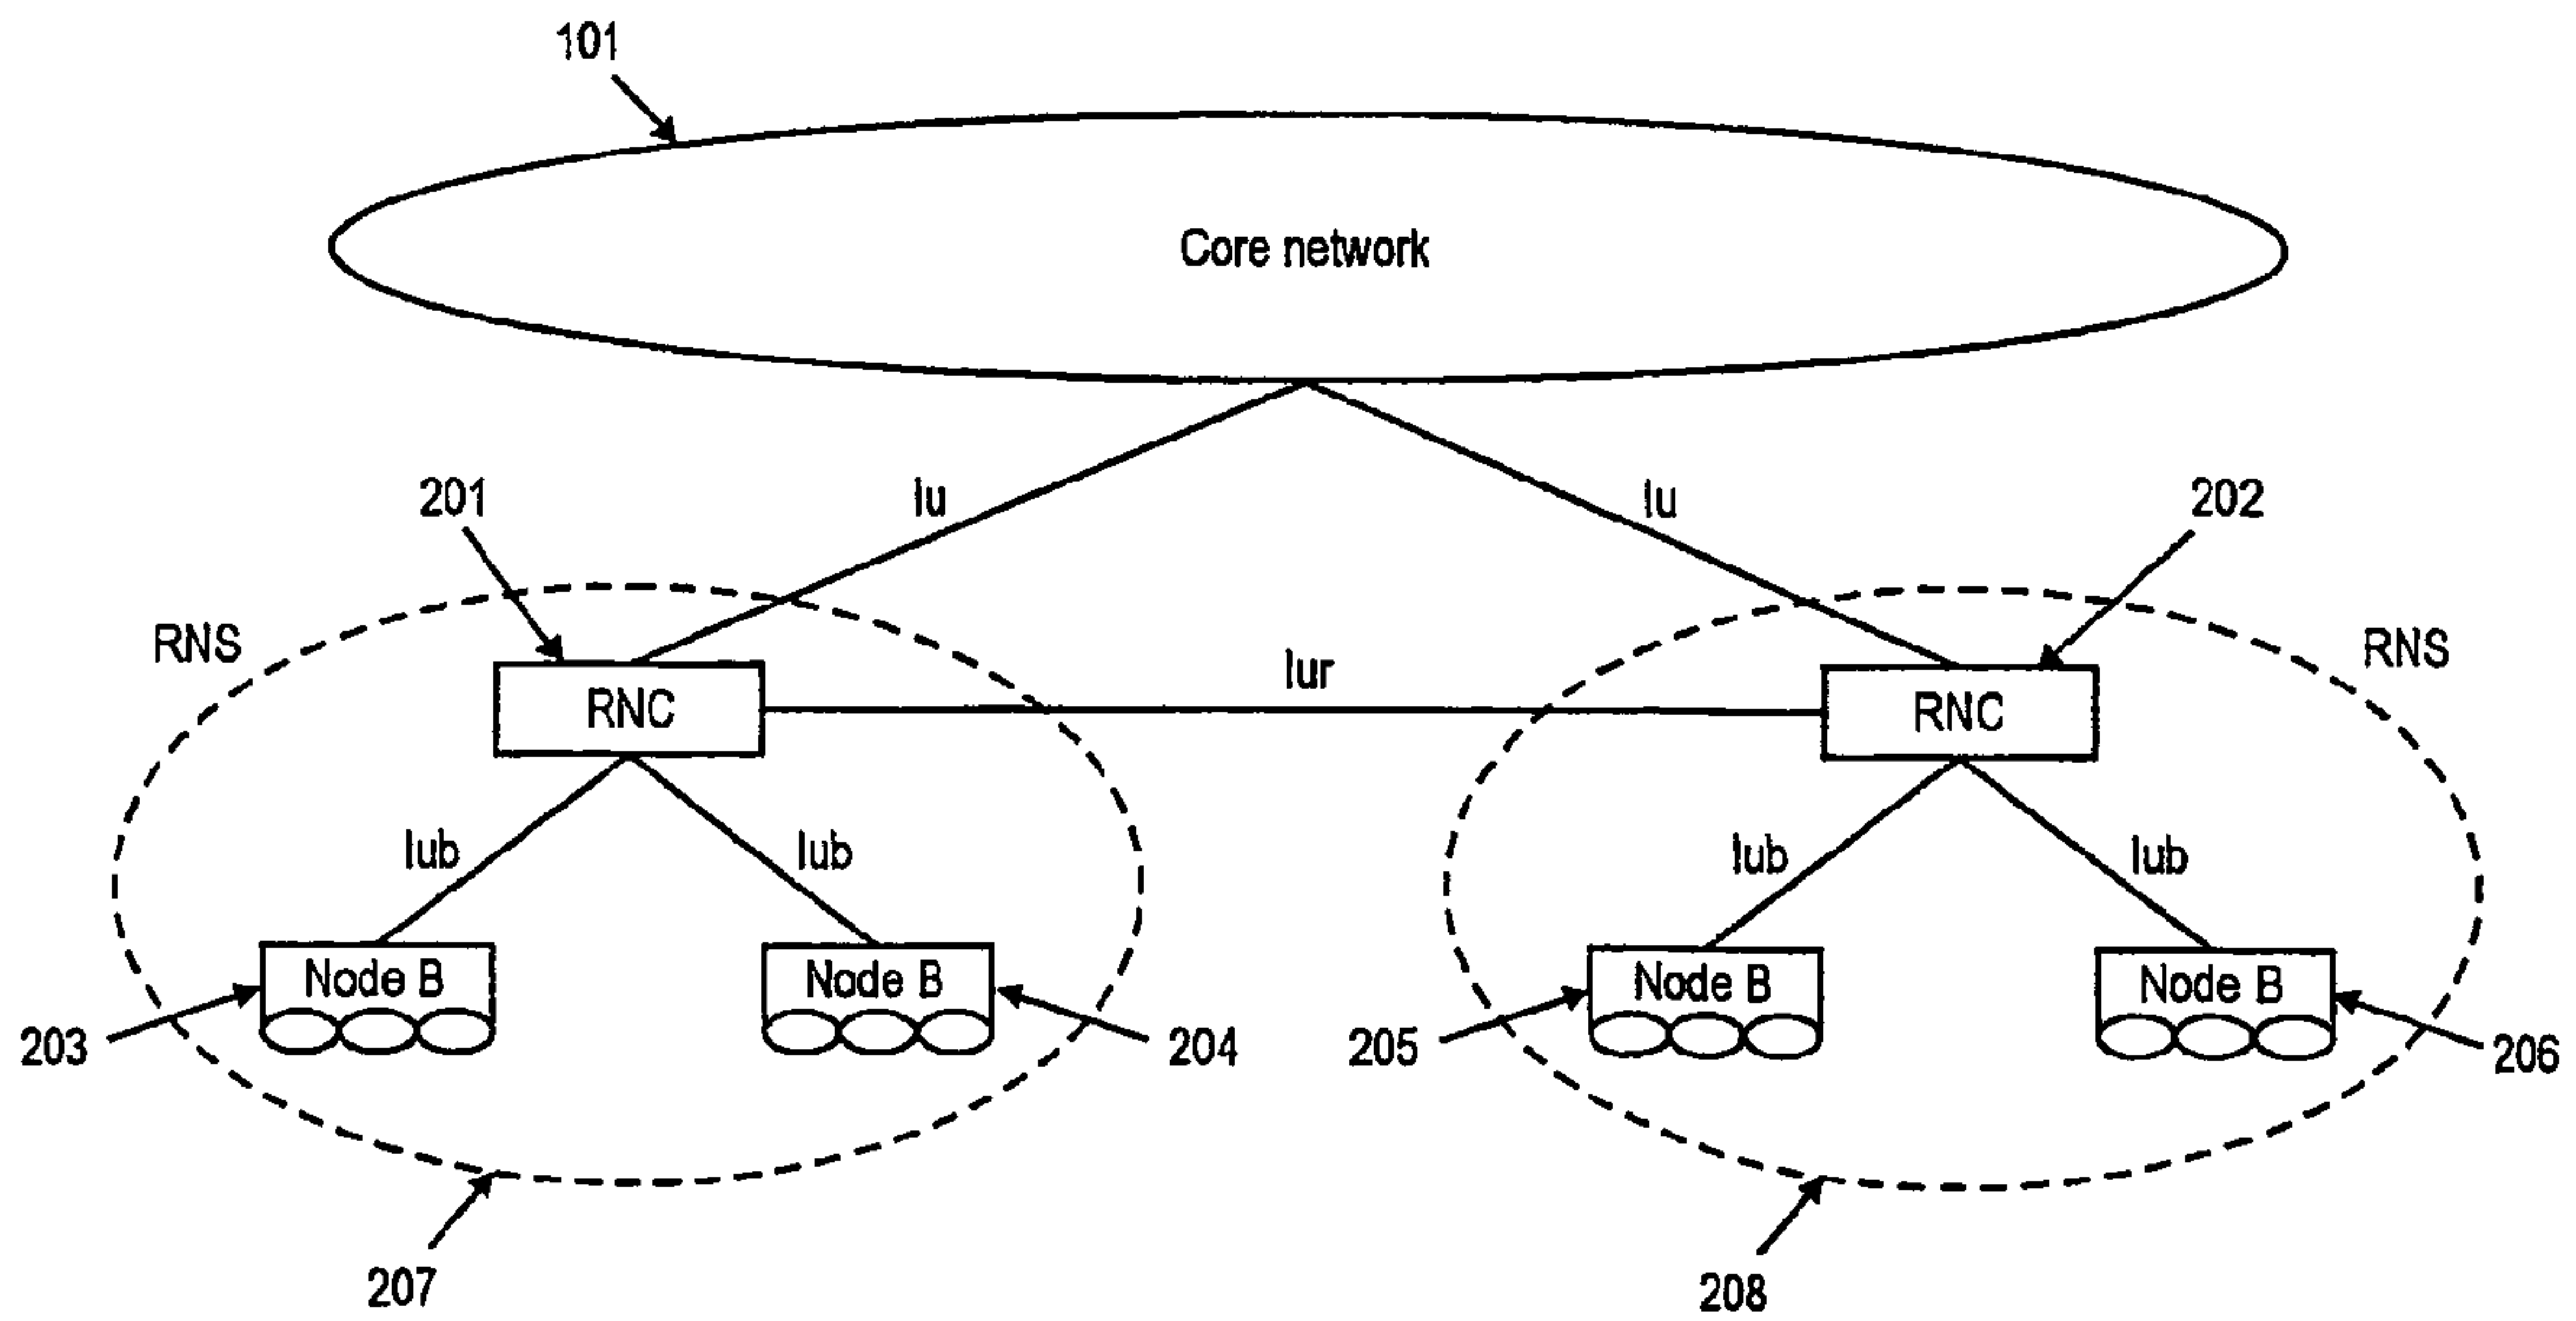 101
Core network
201
Iu
Iu
202
RNS
RNS
RNC
Iur
RNC
Iub
Iub
Iub
Iub
Node B
Node B
Node B
Node B
203
204
205
206
207
208